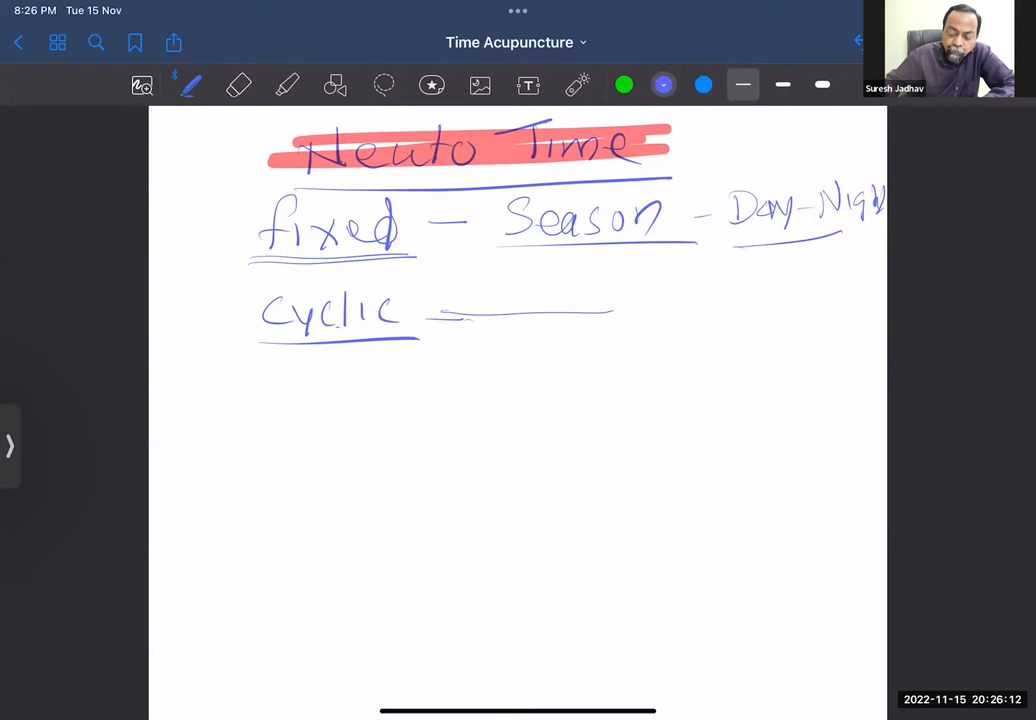 8:26 PM Tue 15 Nov
Time Acupuncture
Suresh Jadhav
Neuto Time
fixed - Season - Day-Nigh
Cyclic =
2022-11-15 20:26:12